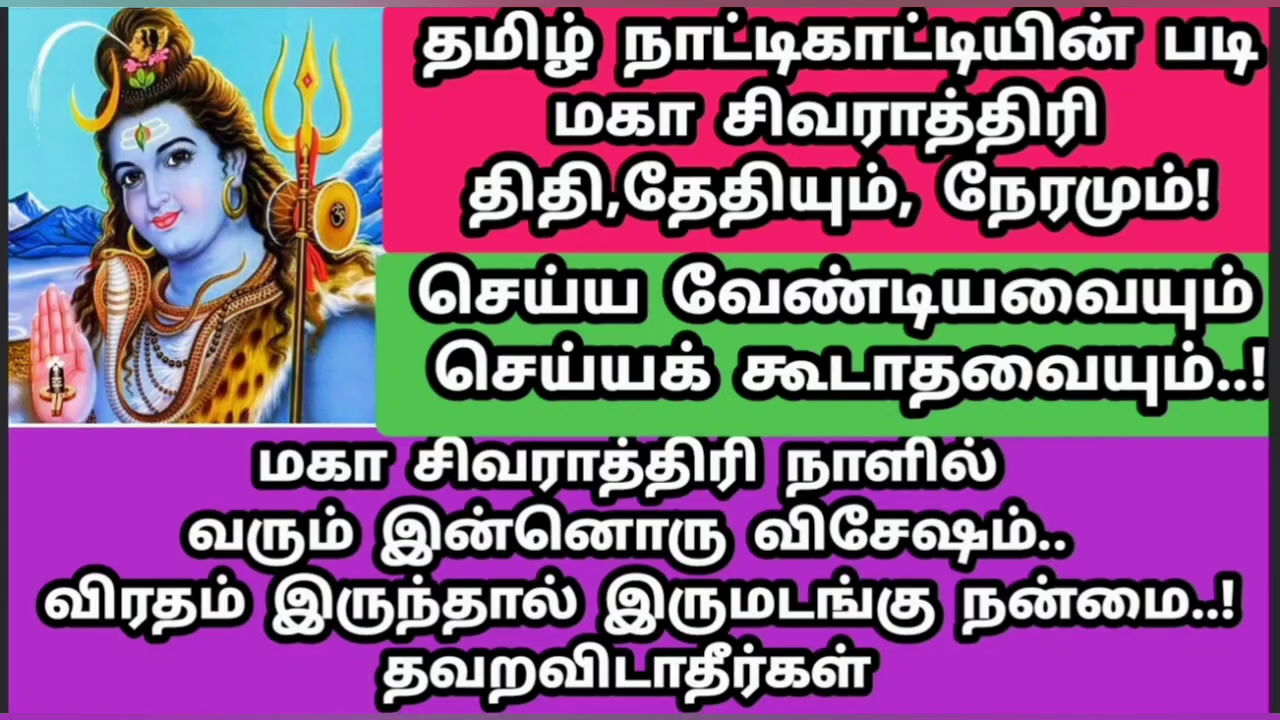 தமிழ் நாட்டிகாட்டியின் படி
மகா சிவராத்திரி
திதி,தேதியும், நேரமும்!
செய்ய வேண்டியவையும்
செய்யக் கூடாதவையும்..!
மகா சிவராத்திரி நாளில்
வரும் இன்னொரு விசேஷம்..
விரதம் இருந்தால் இருமடங்கு நன்மை..!
தவறவிடாதீர்கள்